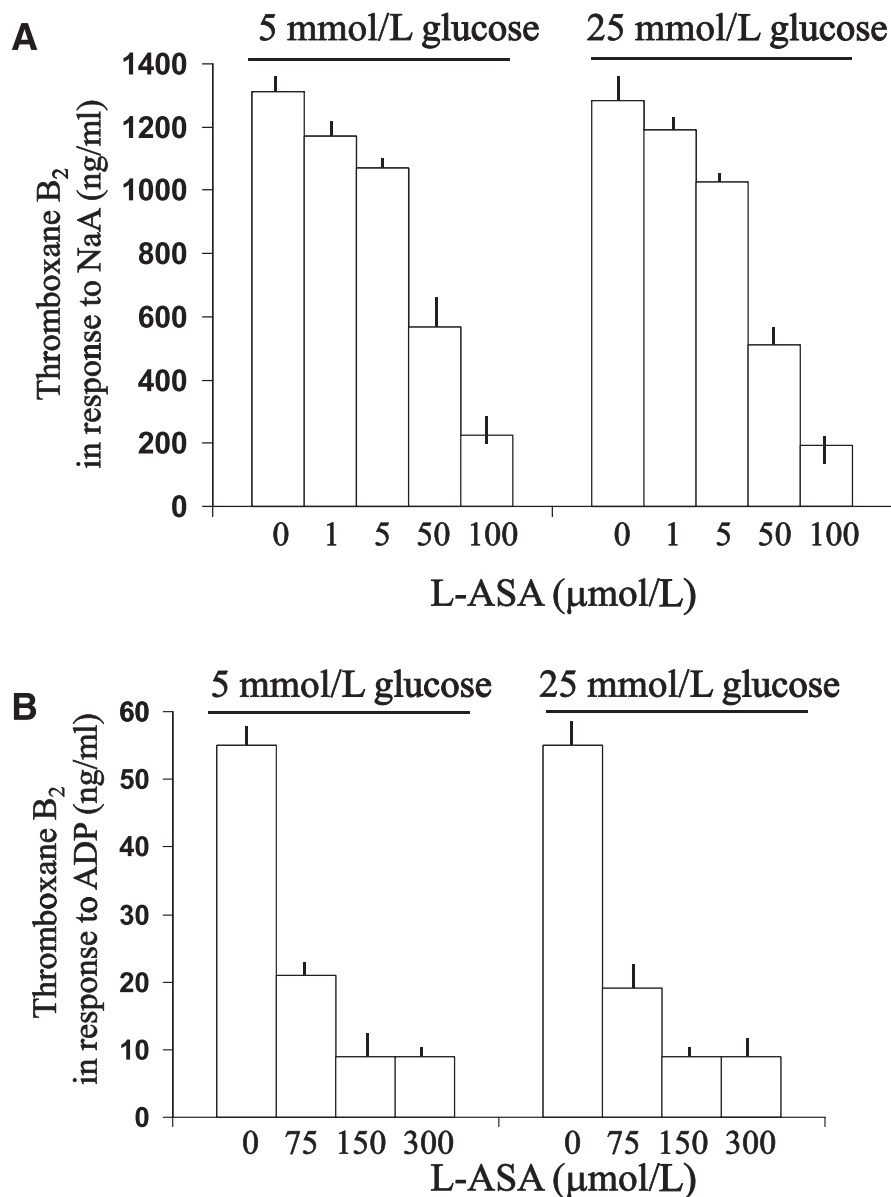 A
5 mmol/L glucose
25 mmol/L glucose
Thromboxane B2
in response to NaA (ng/ml)
1400
1200
1000
800
600
400
200
0
0 1 5 50 100
0 1 5 50 100
L-ASA (μmol/L)
B
5 mmol/L glucose
25 mmol/L glucose
Thromboxane B2
in response to ADP (ng/ml)
60
50
40
30
20
10
0
0 75 150 300
0 75 150 300
L-ASA (μmol/L)